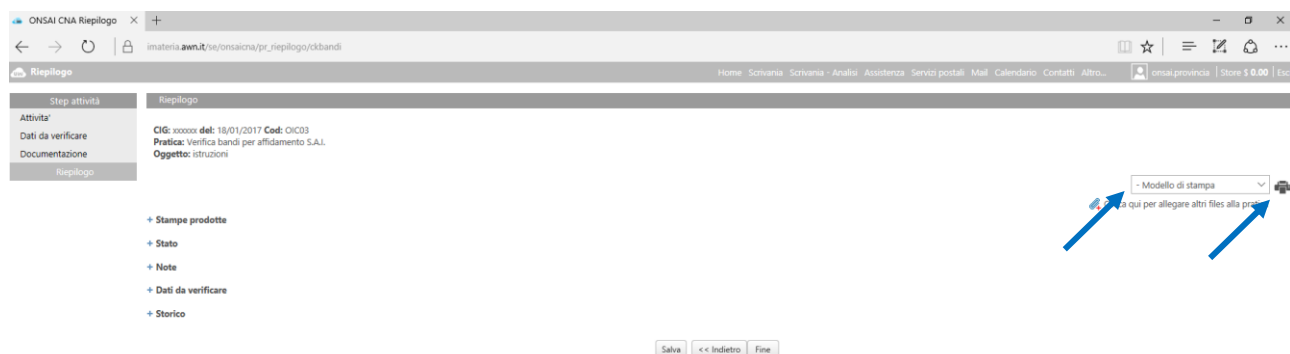 ONSAI CNA Riepilogo
imateria.awn.it/se/onsaicna/pr_riepilogo/ckbandi
Riepilogo
Home Scrivania Scrivania - Analisi Assistenza Servizi postali Mail Calendario Contatti Altro... onsai.provincia Store $ 0.00 Esc
Step attività
Riepilogo
Attivita'
Dati da verificare
Documentazione
Riepilogo
CIG: xxxxxx del: 18/01/2017 Cod: OIC03
Pratica: Verifica bandi per affidamento S.A.I.
Oggetto: istruzioni
- Modello di stampa
qui per allegare altri files alla
+ Stampe prodotte
+ Stato
+ Note
+ Dati da verificare
+ Storico
Salva << Indietro Fine